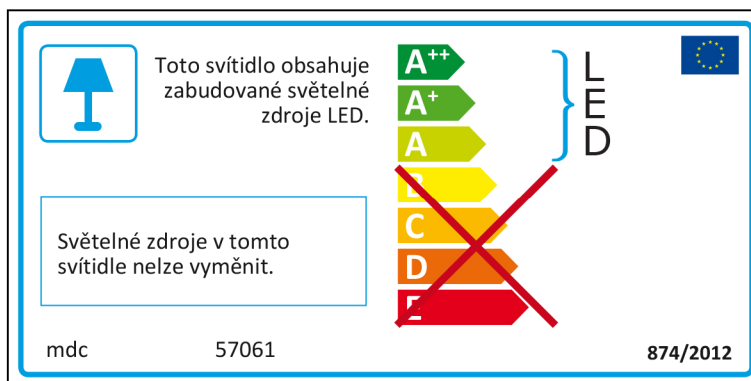 Toto svítidlo obsahuje
zabudované světelné
zdroje LED.
A++
A+
A
B
C
D
E
L
E
D
Světelné zdroje v tomto
svítidle nelze vyměnit.
mdc 57061
874/2012